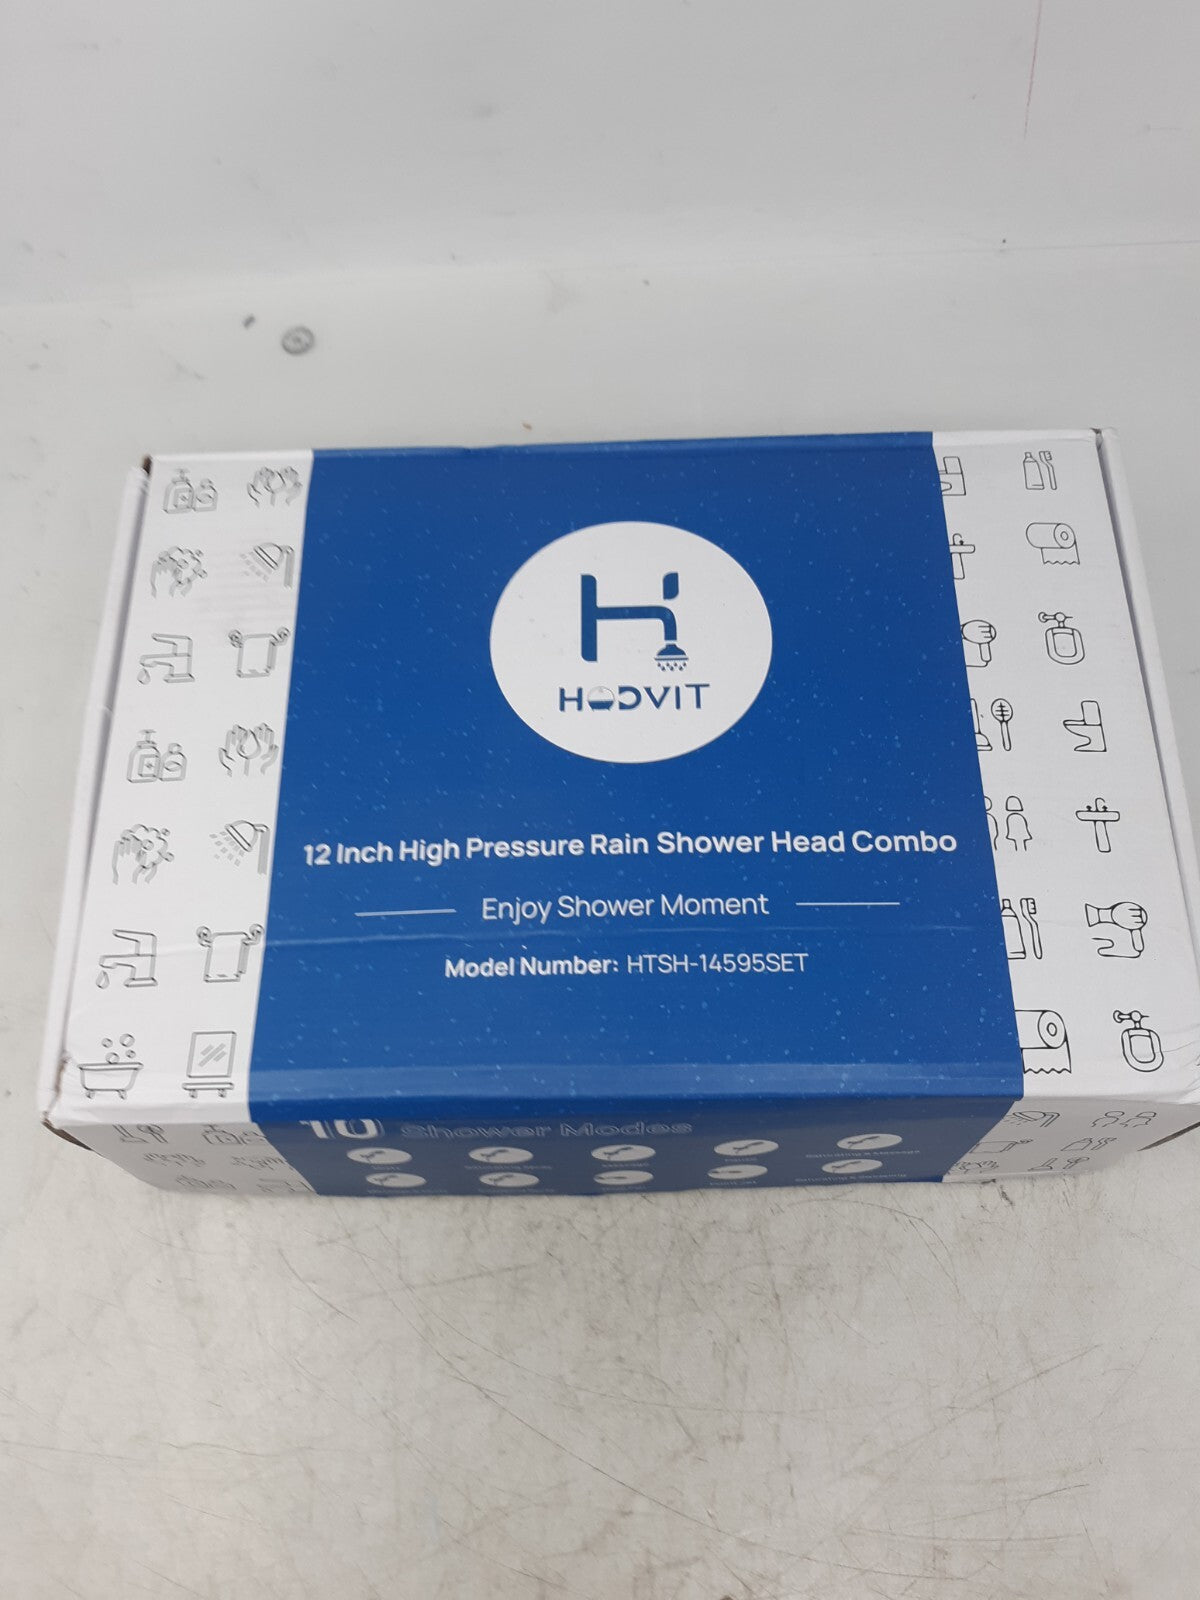 HODVIT
12 Inch High Pressure Rain Shower Head Combo
Enjoy Shower Moment
Model Number: HTSH-14595SET
10 Shower Modes